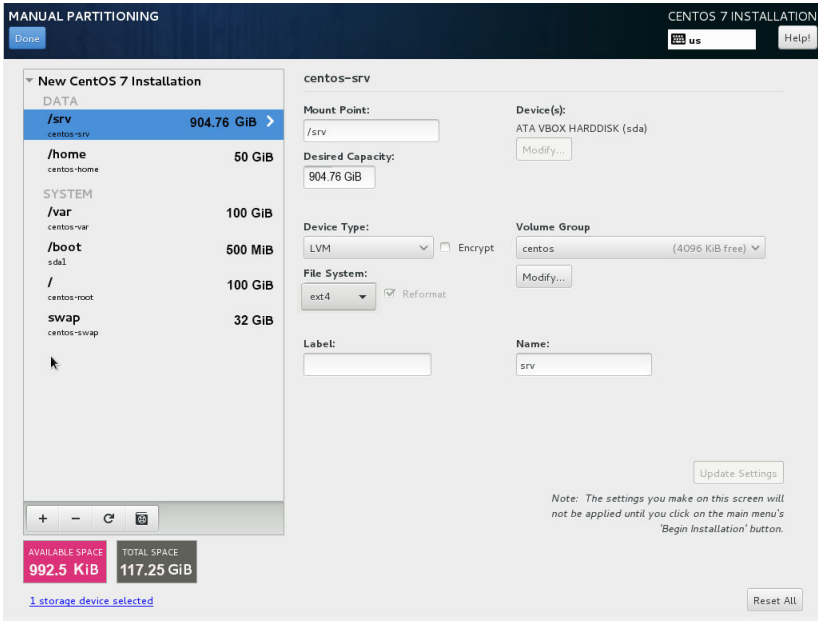 MANUAL PARTITIONING
CENTOS 7 INSTALLATION
Done
us
Help!
New CentOS 7 Installation
DATA
/srv
904.76 GiB
centos-srv
/home
50 GiB
centos-home
SYSTEM
/var
100 GiB
centos-var
/boot
500 MiB
sda1
/
100 GiB
centos-root
swap
32 GiB
centos-swap
AVAILABLE SPACE
992.5 KiB
TOTAL SPACE
117.25 GiB
1 storage device selected
centos-srv
Mount Point:
/srv
Device(s):
ATA VBOX HARDDISK (sda)
Modify...
Desired Capacity:
904.76 GiB
Device Type:
LVM
Encrypt
Volume Group
centos (4096 KiB free)
Modify...
File System:
ext4
Reformat
Label:
Name:
srv
Update Settings
Note: The settings you make on this screen will
not be applied until you click on the main menu's
'Begin Installation' button.
Reset All